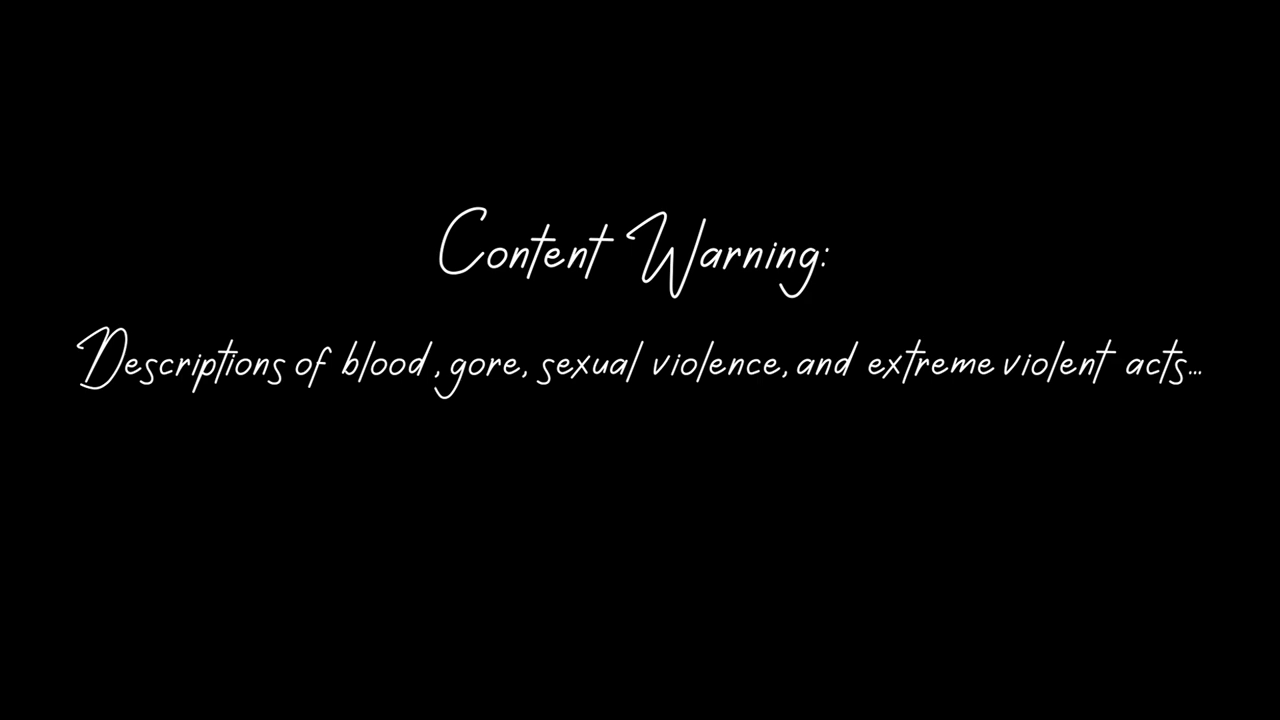 Content Warning:
Descriptions of blood, gore, sexual violence, and extreme violent acts...